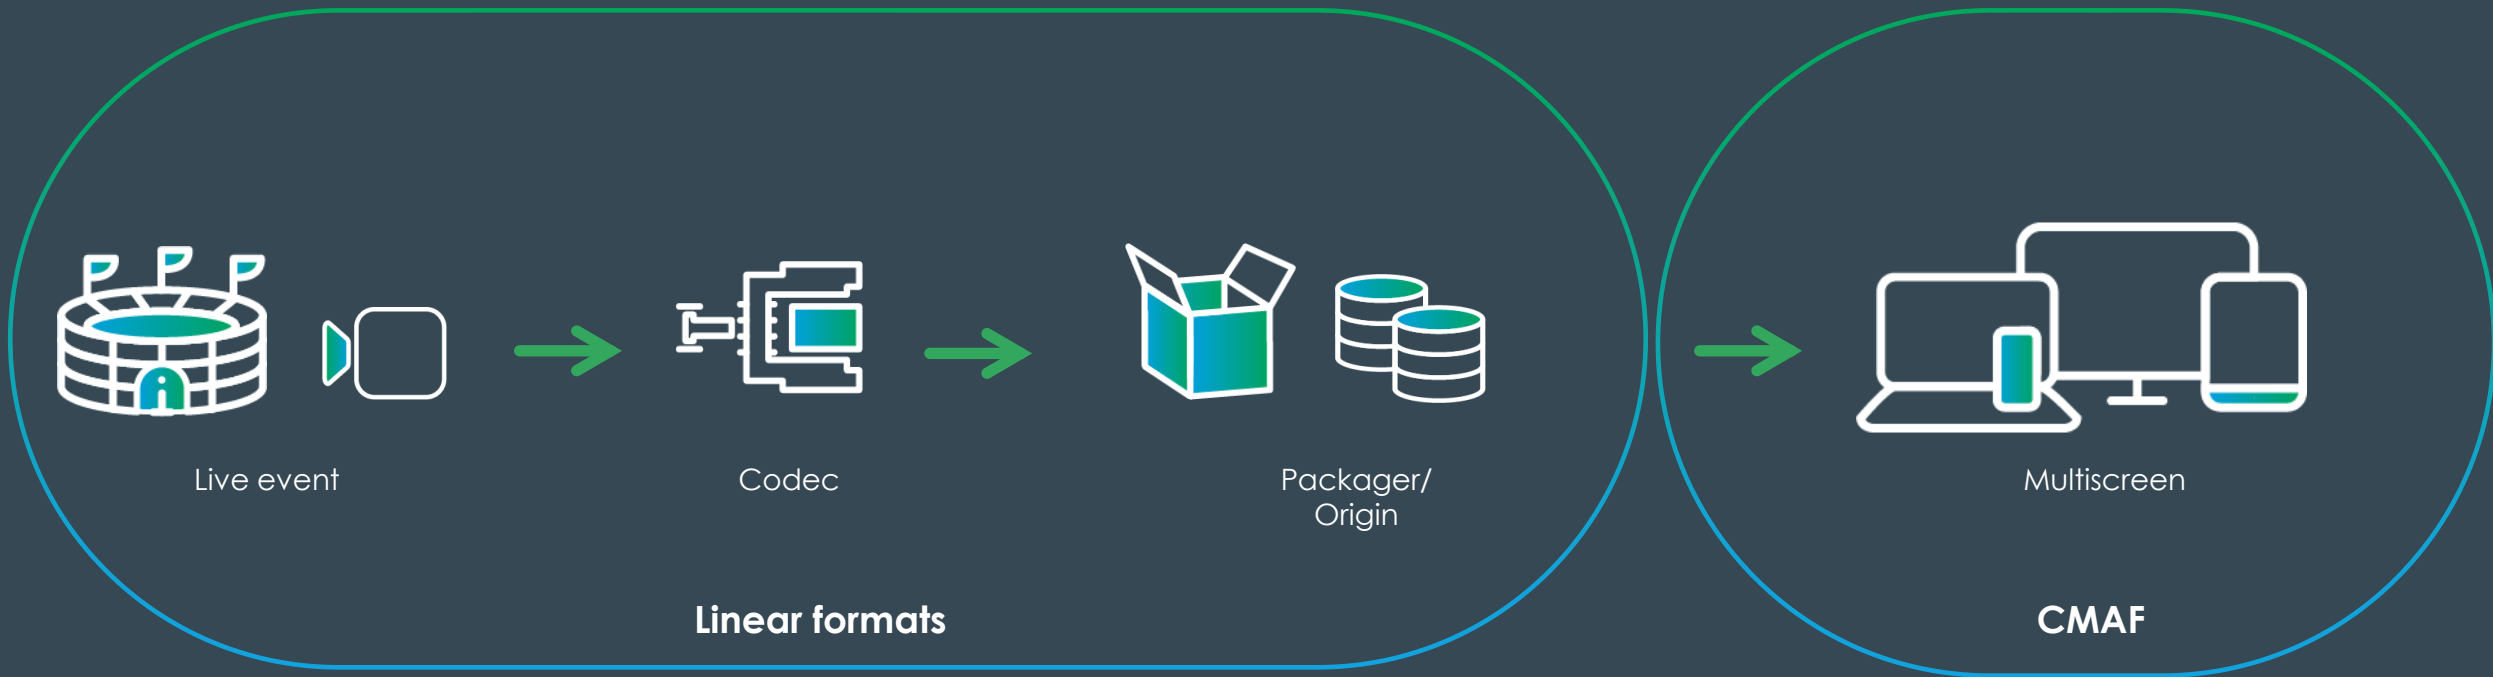 Live event
Codec
Packager/
Origin
Multiscreen
Linear formats
CMAF